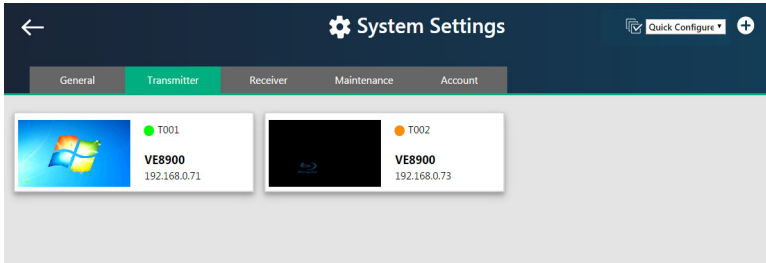 System Settings
Quick Configure
General
Transmitter
Receiver
Maintenance
Account
T001
VE8900
192.168.0.71
T002
VE8900
192.168.0.73